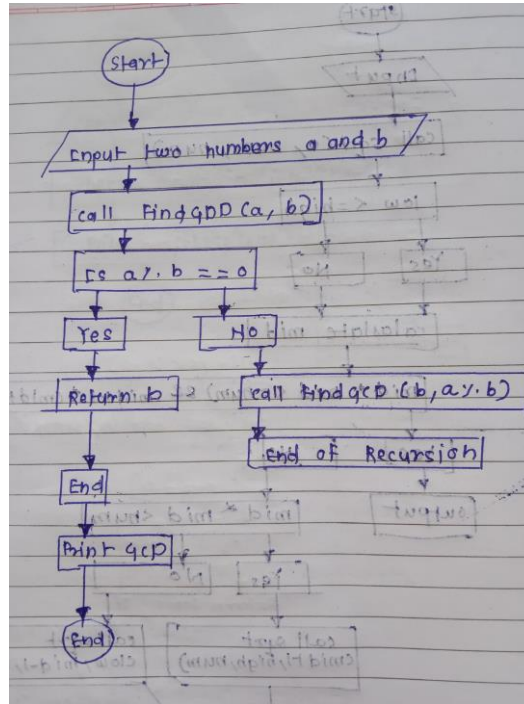 Start
Input two numbers a and b
Call FindGDD (a, b)
Is a%b == 0
Yes
No
Return b
Call FindGCD (b, a%b)
End of Recursion
End
Print GCD
End